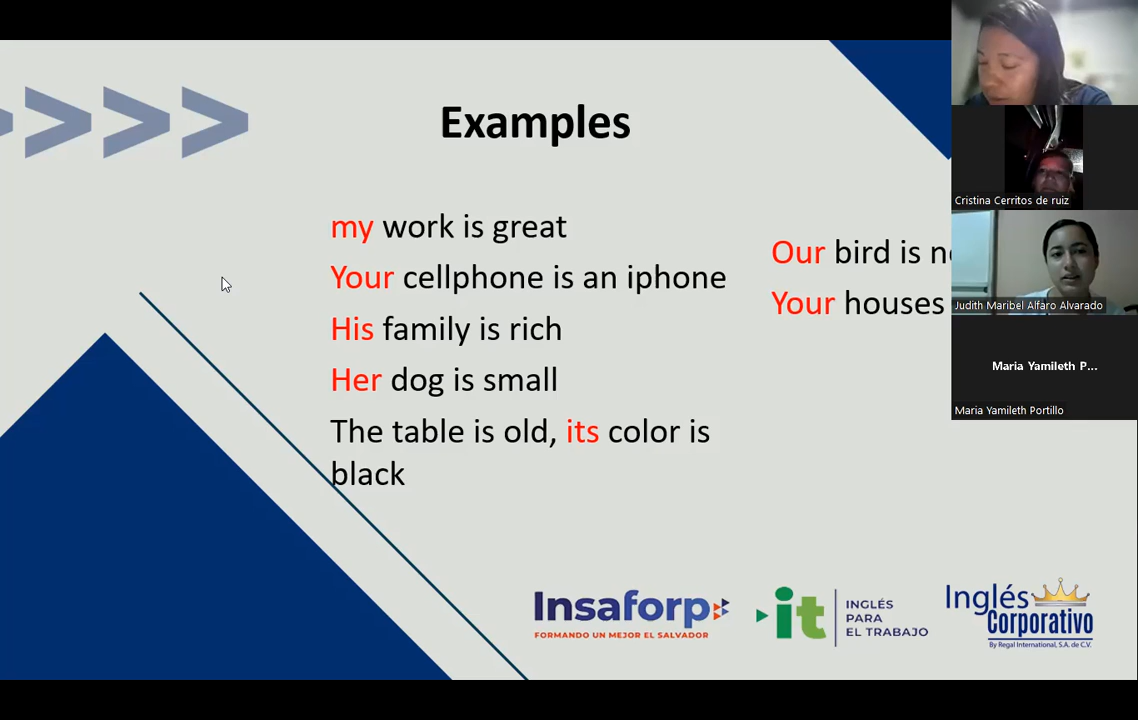 Examples
my work is great
Your cellphone is an iphone
His family is rich
Her dog is small
The table is old, its color is
black
Our bird is
Your houses
Cristina Cerritos de ruiz
Judith Maribel Alfaro Alvarado
Maria Yamileth P...
Maria Yamileth Portillo
Insaforp
FORMANDO UN MEJOR EL SALVADOR
it
INGLÉS
PARA
EL TRABAJO
Inglés
Corporativo
By Regal International, S.A. de C.V.